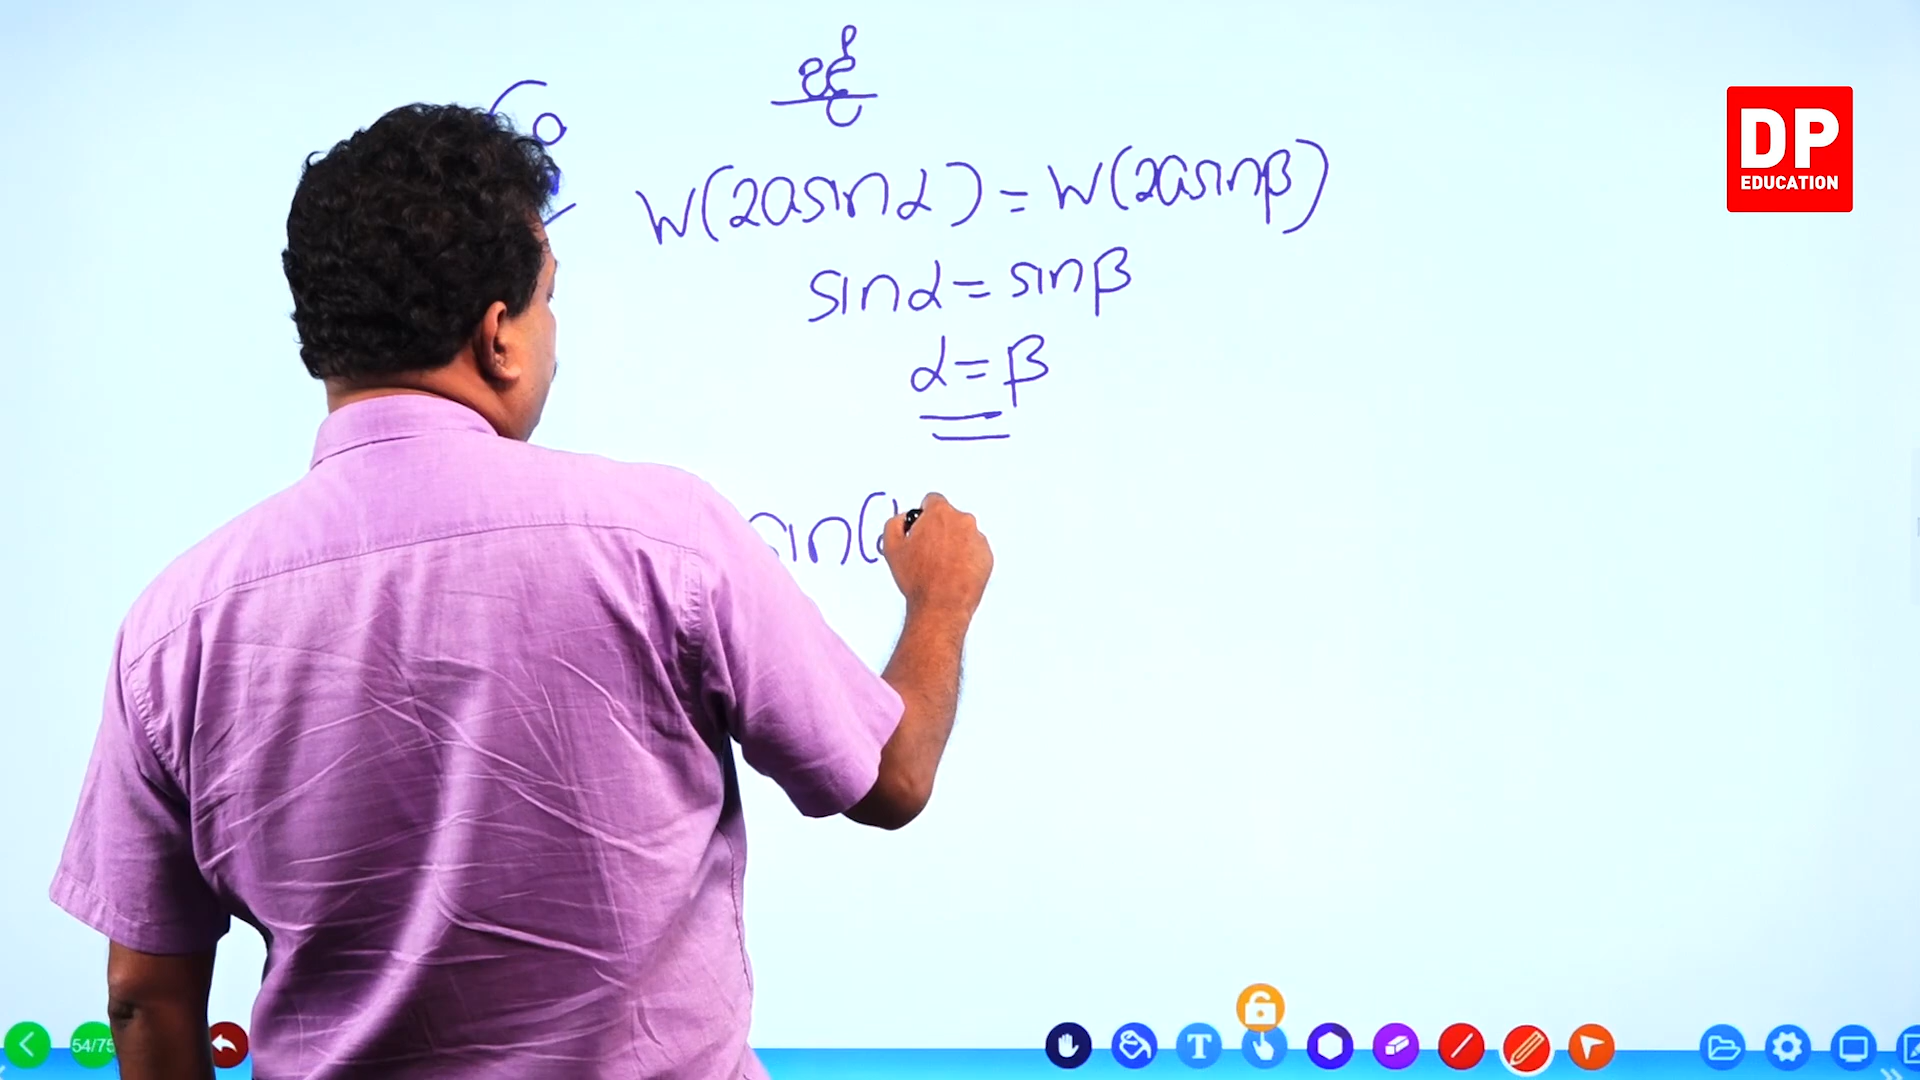 a
W(2asinα) = W(2asinβ)
sinα = sinβ
α = β
sin(α
DP
EDUCATION
54/75
T